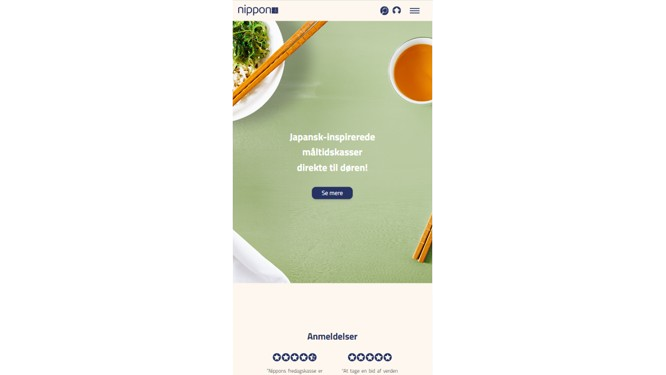 nippon
Japansk-inspirerede
måltidskasser
direkte til døren!
Se mere
Anmeldelser
"Nippons fredagskasse er
"At tage en bid af verden